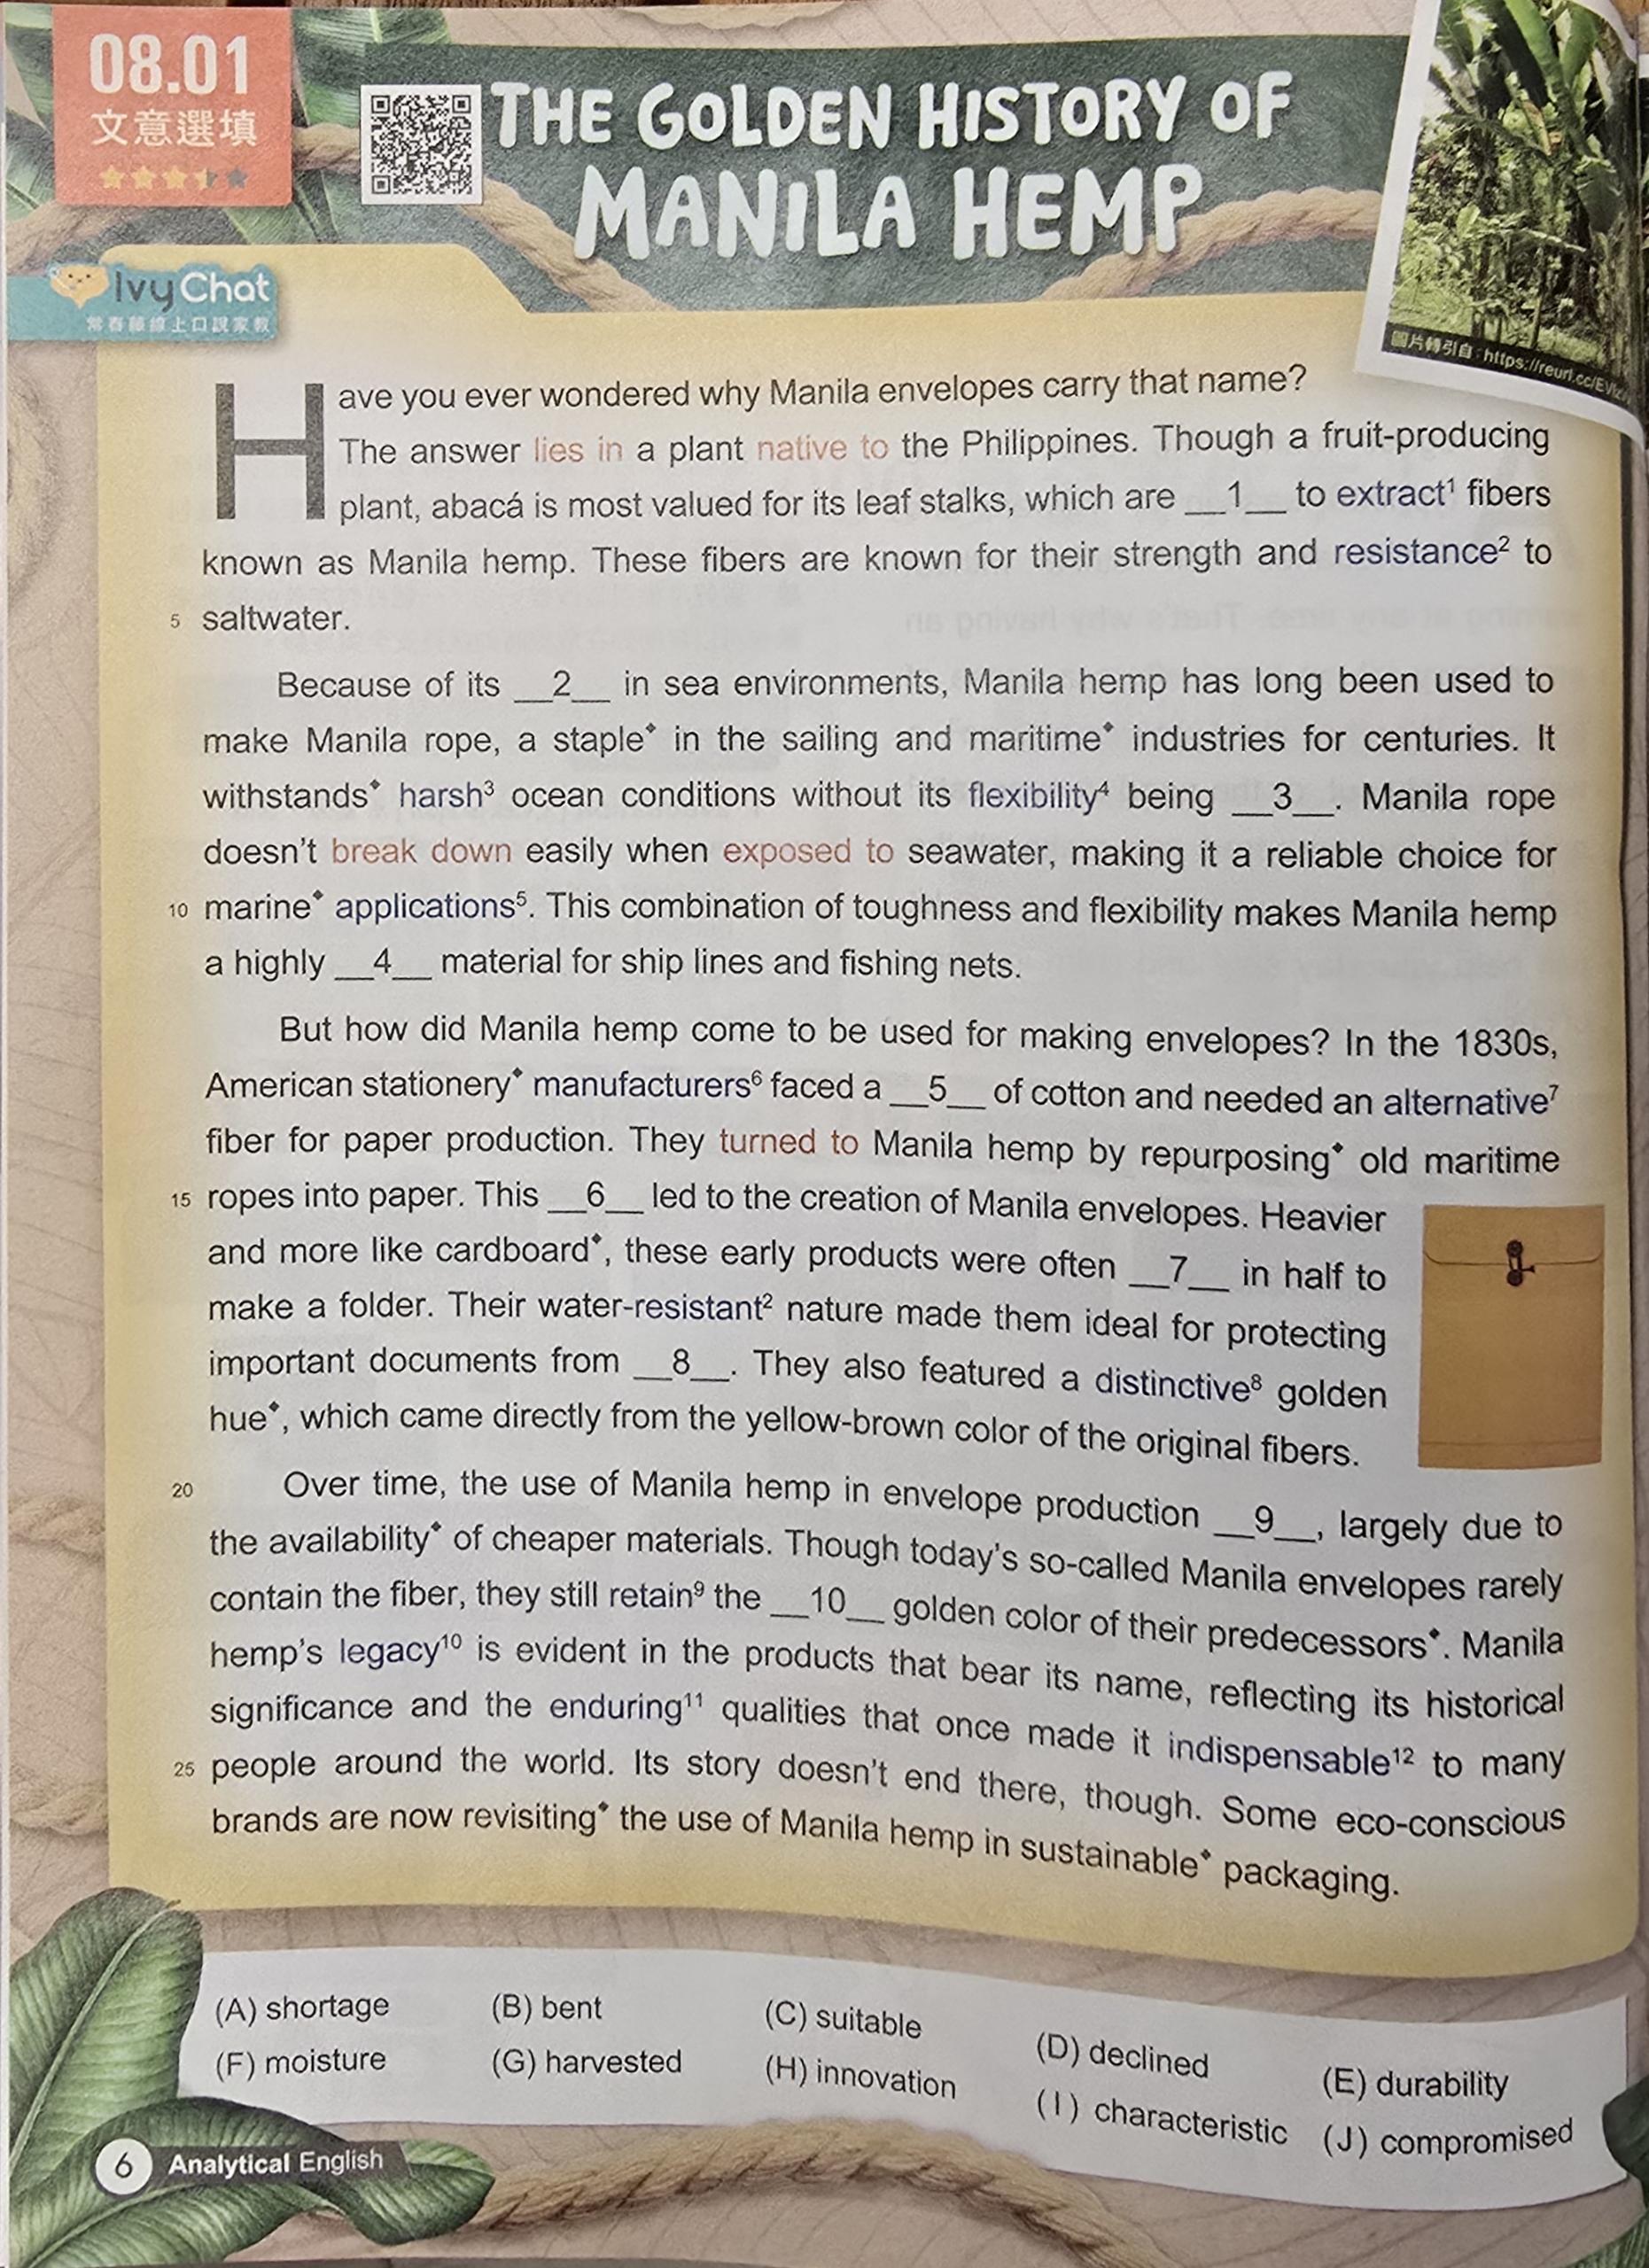 08.01
文意選填
THE GOLDEN HISTORY OF
MANILA HEMP
IvyChat
常春藤線上口說家教
圖片轉引自:https://reurl.cc/
Have you ever wondered why Manila envelopes carry that name?
The answer lies in a plant native to the Philippines. Though a fruit-producing
plant, abacá is most valued for its leaf stalks, which are __1__ to extract¹ fibers
known as Manila hemp. These fibers are known for their strength and resistance² to
5 saltwater.
Because of its __2__ in sea environments, Manila hemp has long been used to
make Manila rope, a staple◆ in the sailing and maritime◆ industries for centuries. It
withstands◆ harsh³ ocean conditions without its flexibility⁴ being __3__. Manila rope
doesn't break down easily when exposed to seawater, making it a reliable choice for
10 marine◆ applications⁵. This combination of toughness and flexibility makes Manila hemp
a highly __4__ material for ship lines and fishing nets.
But how did Manila hemp come to be used for making envelopes? In the 1830s,
American stationery◆ manufacturers⁶ faced a __5__ of cotton and needed an alternative⁷
fiber for paper production. They turned to Manila hemp by repurposing◆ old maritime
15 ropes into paper. This __6__ led to the creation of Manila envelopes. Heavier
and more like cardboard◆, these early products were often __7__ in half to
make a folder. Their water-resistant² nature made them ideal for protecting
important documents from __8__. They also featured a distinctive⁸ golden
hue◆, which came directly from the yellow-brown color of the original fibers.
20 Over time, the use of Manila hemp in envelope production __9__, largely due to
the availability◆ of cheaper materials. Though today's so-called Manila envelopes rarely
contain the fiber, they still retain⁹ the __10__ golden color of their predecessors◆. Manila
hemp's legacy¹⁰ is evident in the products that bear its name, reflecting its historical
significance and the enduring¹¹ qualities that once made it indispensable¹² to many
25 people around the world. Its story doesn't end there, though. Some eco-conscious
brands are now revisiting◆ the use of Manila hemp in sustainable◆ packaging.
(A) shortage (B) bent (C) suitable (D) declined (E) durability
(F) moisture (G) harvested (H) innovation (I) characteristic (J) compromised
6 Analytical English